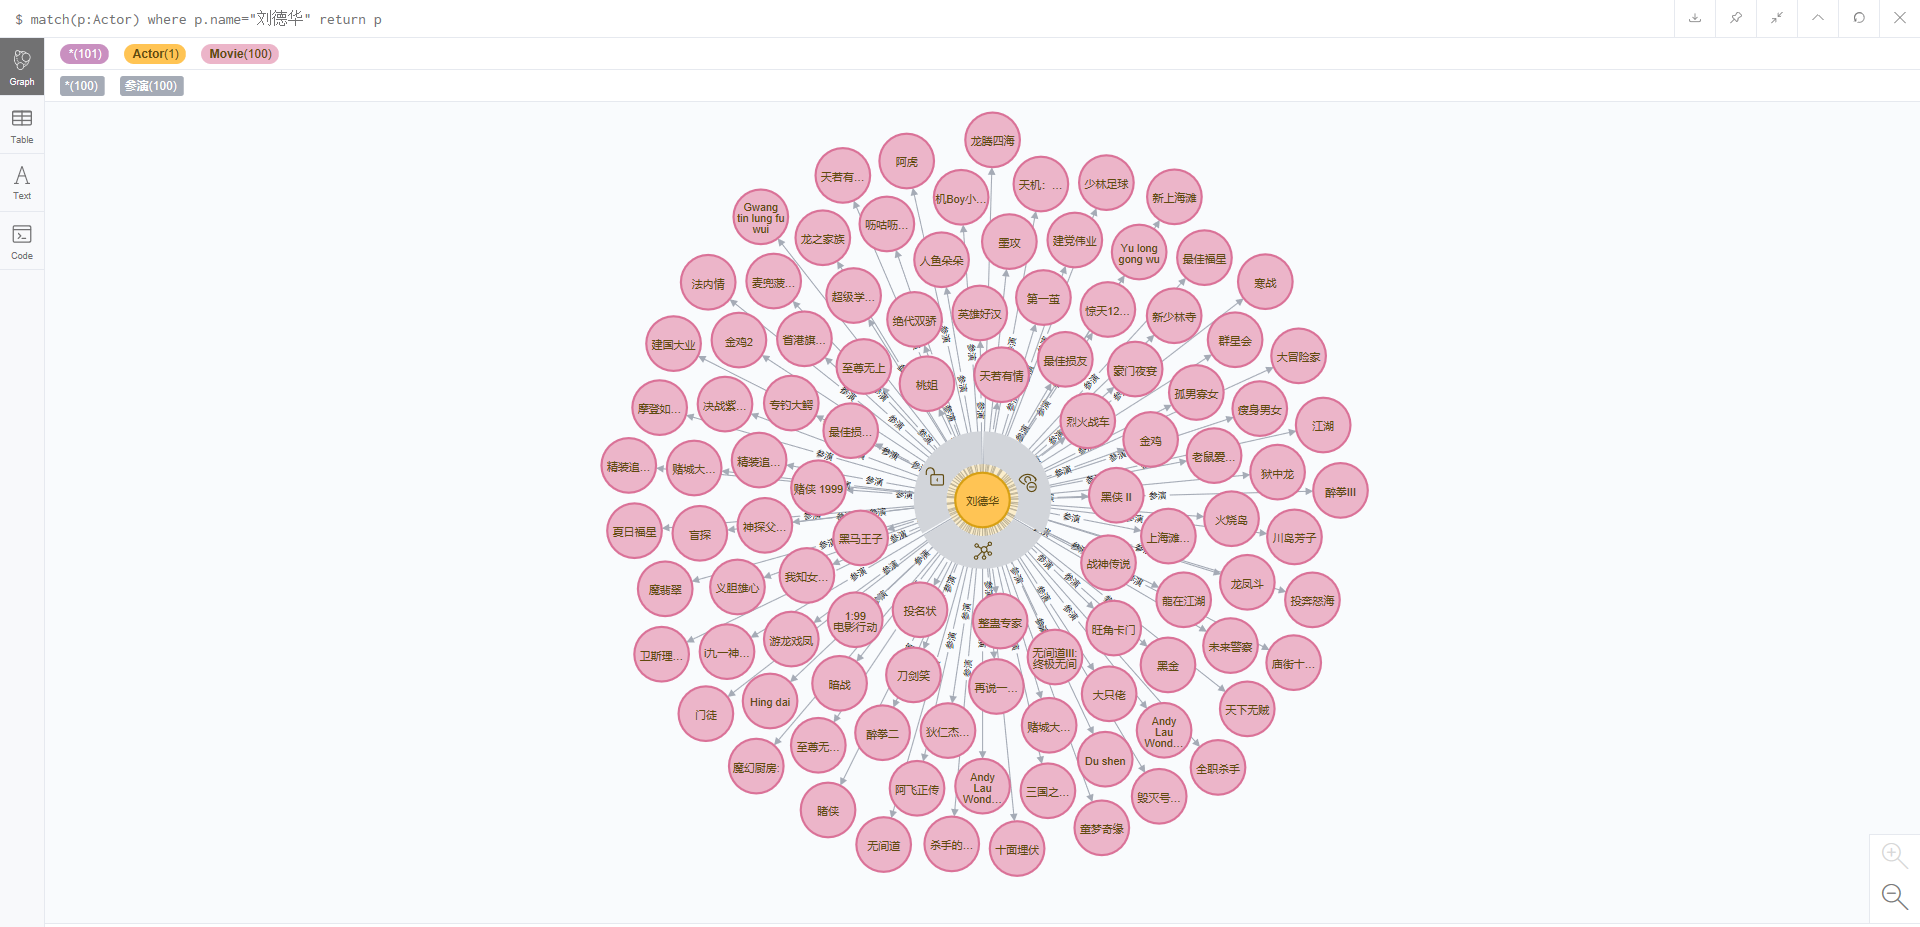 $ match(p:Actor) where p.name="刘德华" return p
*(101) Actor(1) Movie(100)
*(100) 参演(100)
Graph
Table
Text
Code
龙腾四海
阿虎
天若有...
机Boy小...
天机：...
少林足球
新上海滩
Gwang
tin lung fu
wui
龙之家族
呖咕呖...
人鱼朵朵
墨攻
建党伟业
Yu long
gong wu
最佳福星
寒战
法内情
麦兜菠...
超级学...
绝代双骄
英雄好汉
第一茧
惊天12...
新少林寺
群星会
大冒险家
建国大业
金鸡2
香港旗...
至尊无上
桃姐
天若有情
最佳损友
豪门夜宴
孤男寡女
瘦身男女
江湖
摩登如...
决战紫...
专钓大鳄
最佳损...
烈火战车
金鸡
老鼠爱...
狱中龙
醉拳III
精装追...
赌城大...
精装追...
赌侠 1999
刘德华
黑侠 II
参演
火烧岛
川岛芳子
夏日福星
盲探
神探父...
黑马王子
上海滩...
战神传说
龙凤斗
投奔怒海
魔翡翠
义胆雄心
我知女...
1:99
电影行动
投名状
整蛊专家
旺角卡门
龍在江湖
未来警察
庙街十...
卫斯理...
i九一神...
游龙戏凤
暗战
刀剑笑
再说一...
无间道III:
终极无间
大只佬
黑金
天下无贼
门徒
Hing dai
至尊无...
醉拳二
狄仁杰...
赌城大...
Du shen
Andy
Lau
Wond...
全职杀手
魔幻厨房:
赌侠
阿飞正传
Andy
Lau
Wond...
三国之...
毁灭号...
童梦奇缘
无间道
杀手的...
十面埋伏